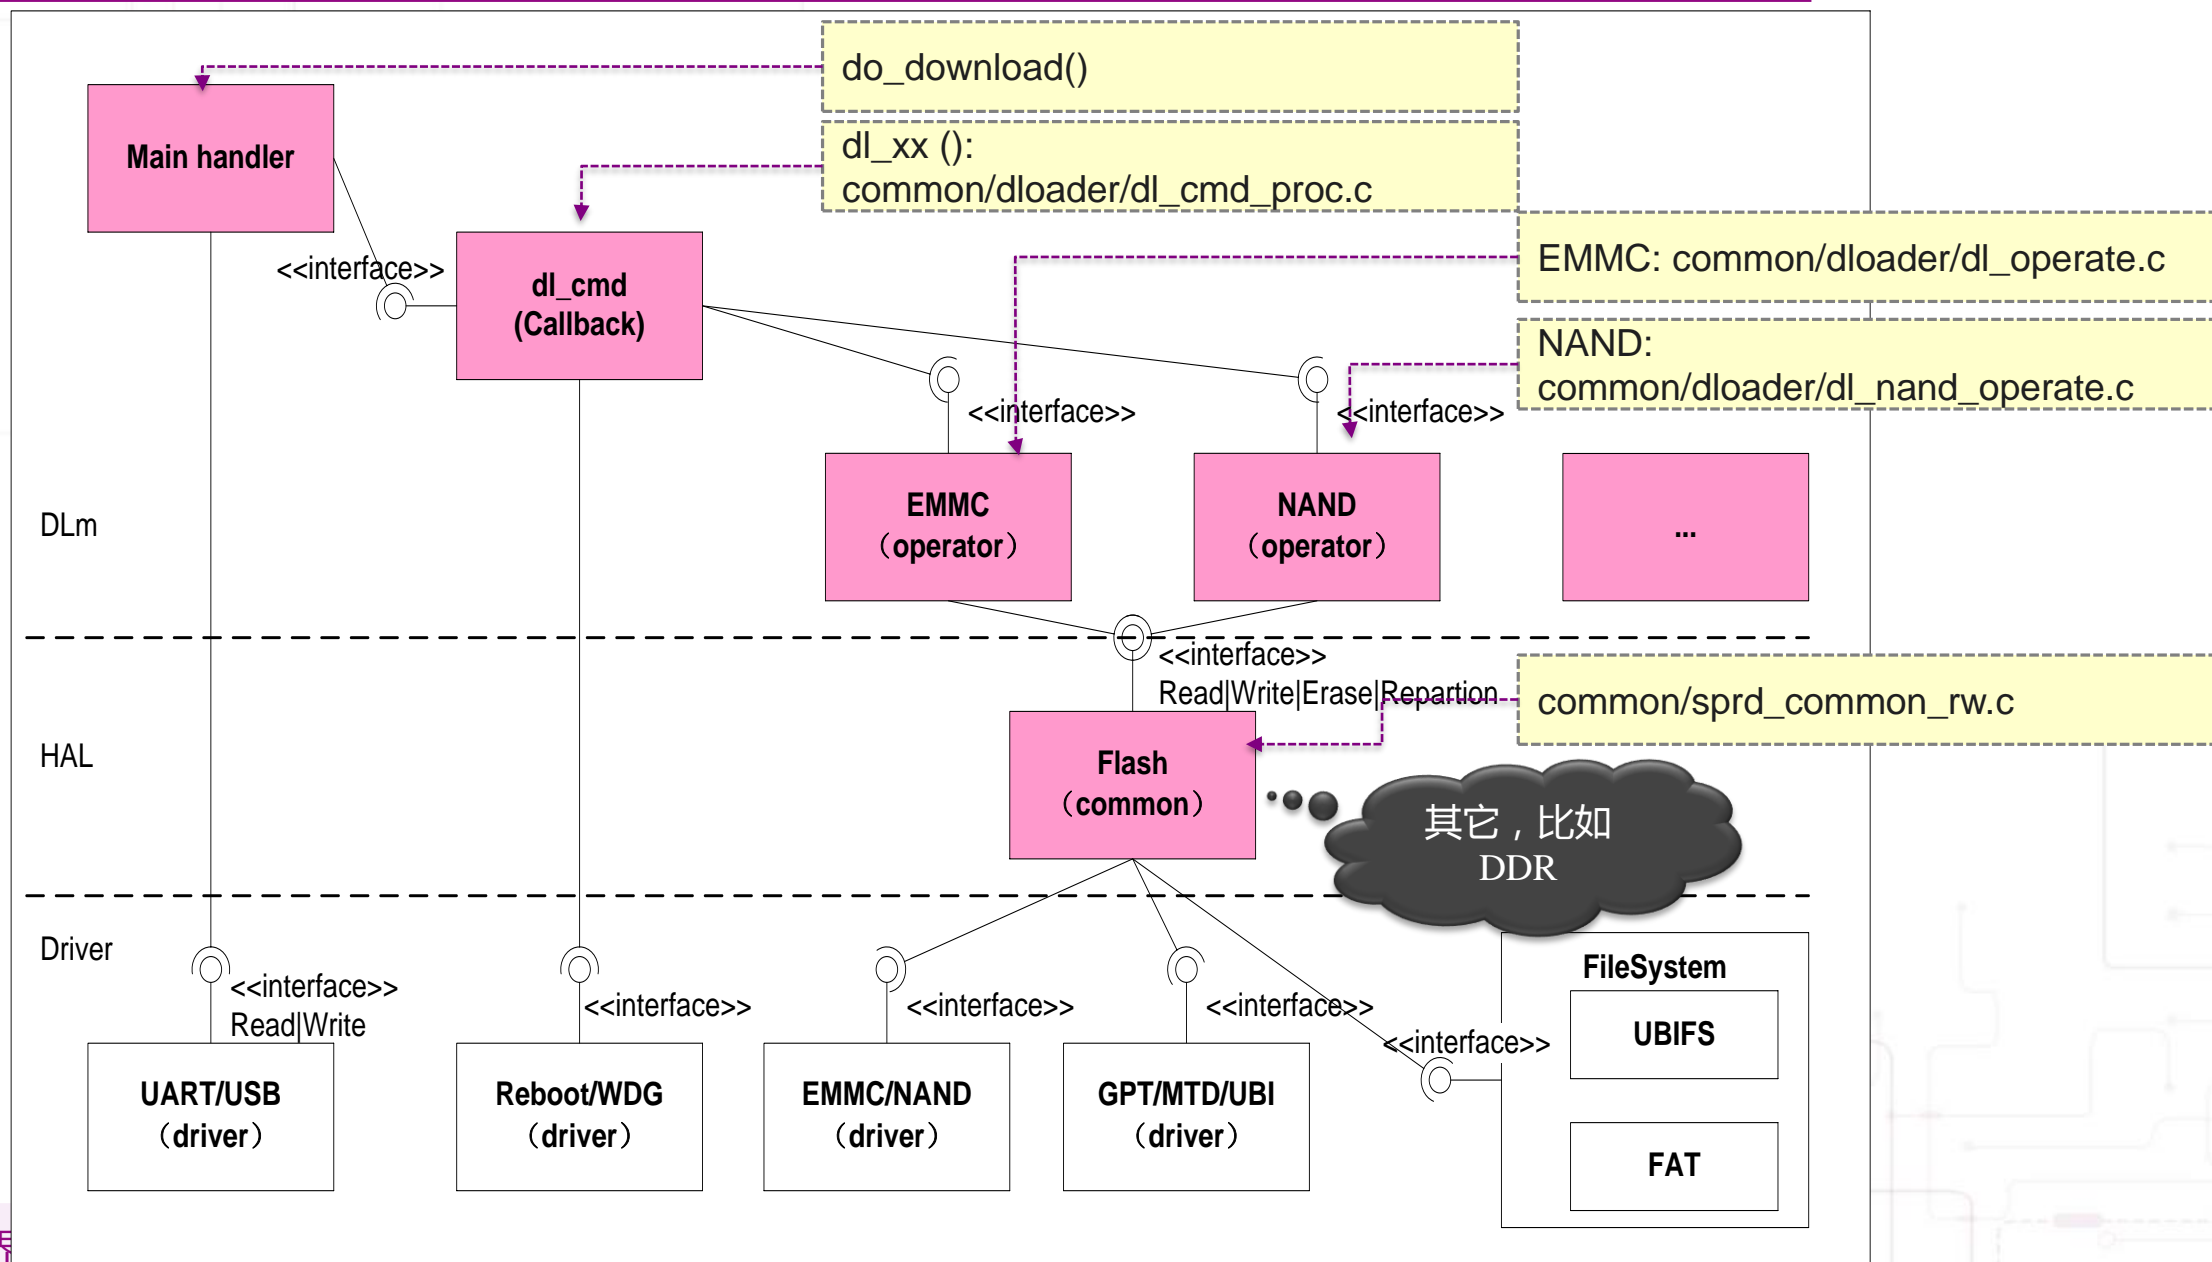 do_download()
Main handler
dl_xx ():
common/dloader/dl_cmd_proc.c
EMMC: common/dloader/dl_operate.c
<<interface>>
dl_cmd
(Callback)
NAND:
common/dloader/dl_nand_operate.c
<<interface>>
<<interface>>
DLm
EMMC
（operator）
NAND
（operator）
...
<<interface>>
Read|Write|Erase|Repartion
common/sprd_common_rw.c
HAL
Flash
（common）
其它，比如
DDR
Driver
<<interface>>
Read|Write
<<interface>>
<<interface>>
<<interface>>
<<interface>>
FileSystem
UBIFS
FAT
UART/USB
（driver）
Reboot/WDG
（driver）
EMMC/NAND
（driver）
GPT/MTD/UBI
（driver）